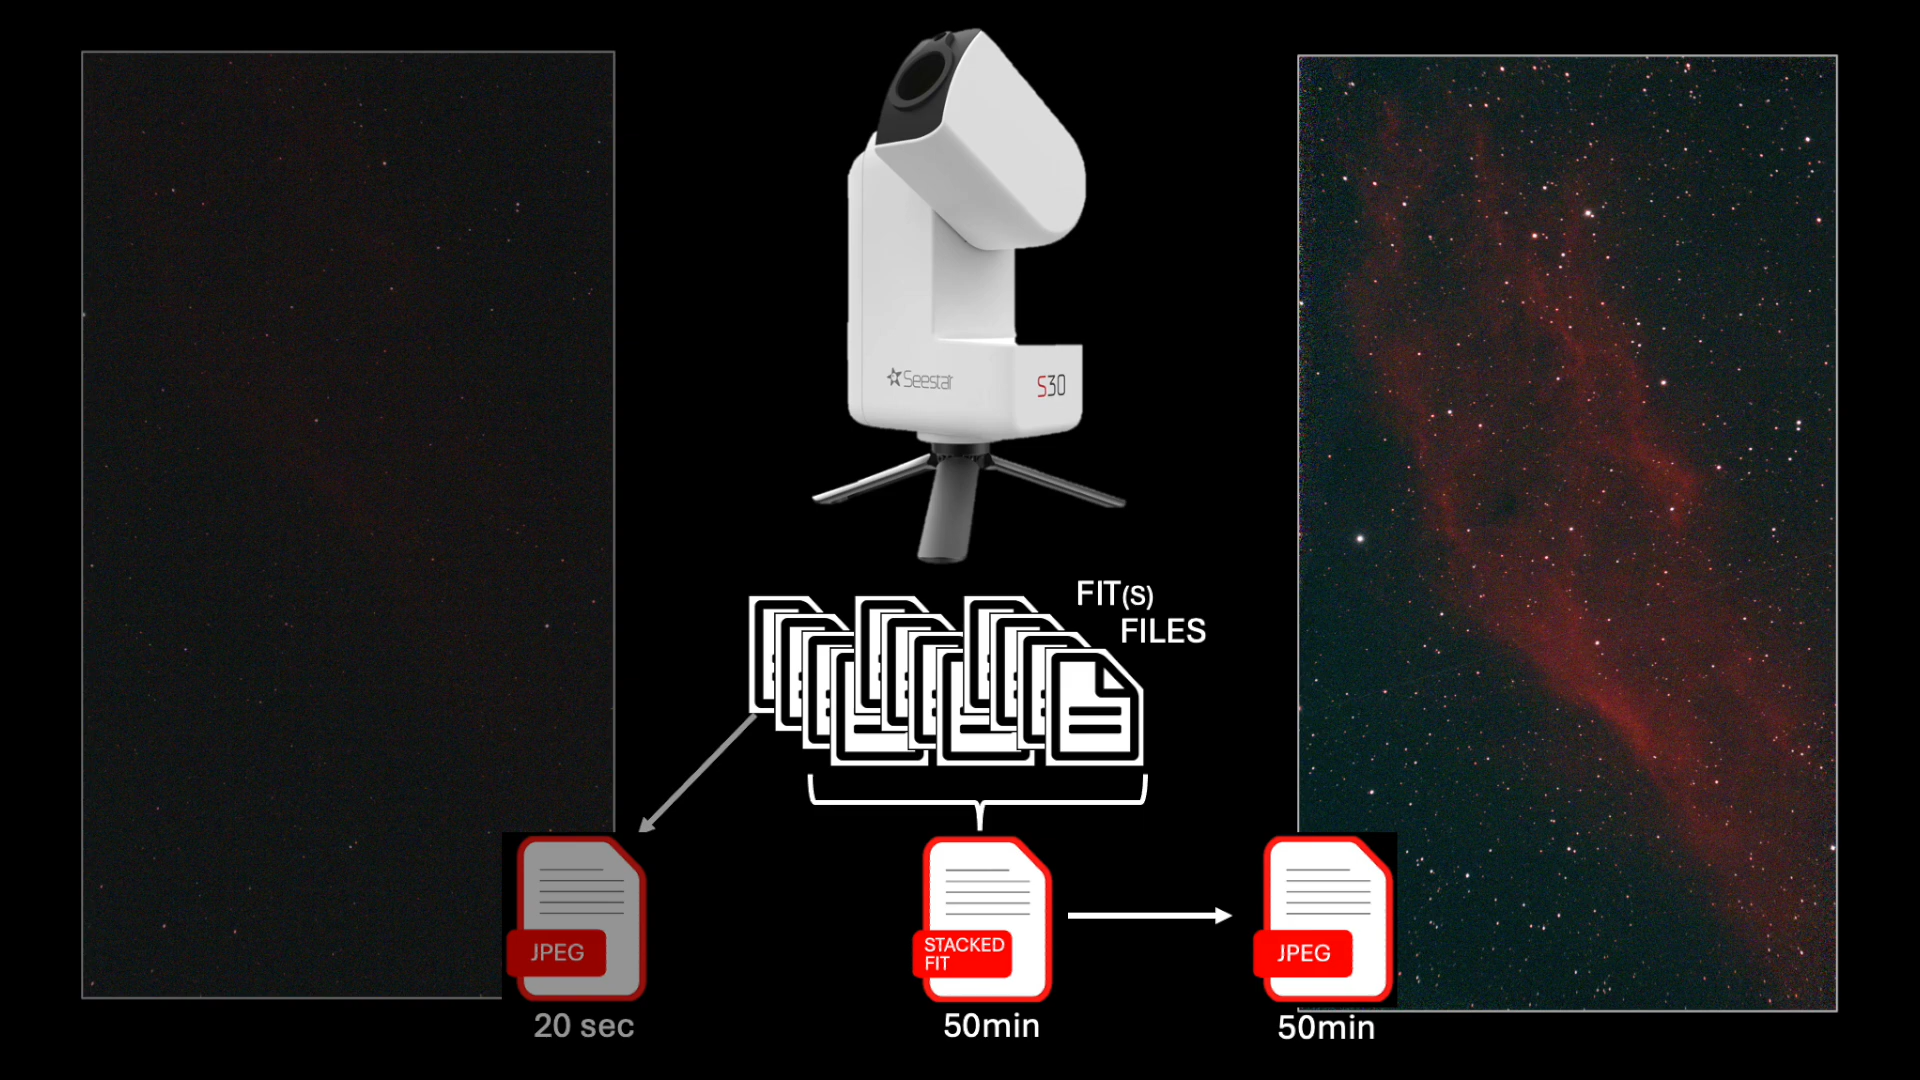 Seestar
S30
FIT(S)
FILES
JPEG
STACKED
FIT
JPEG
20 sec
50min
50min